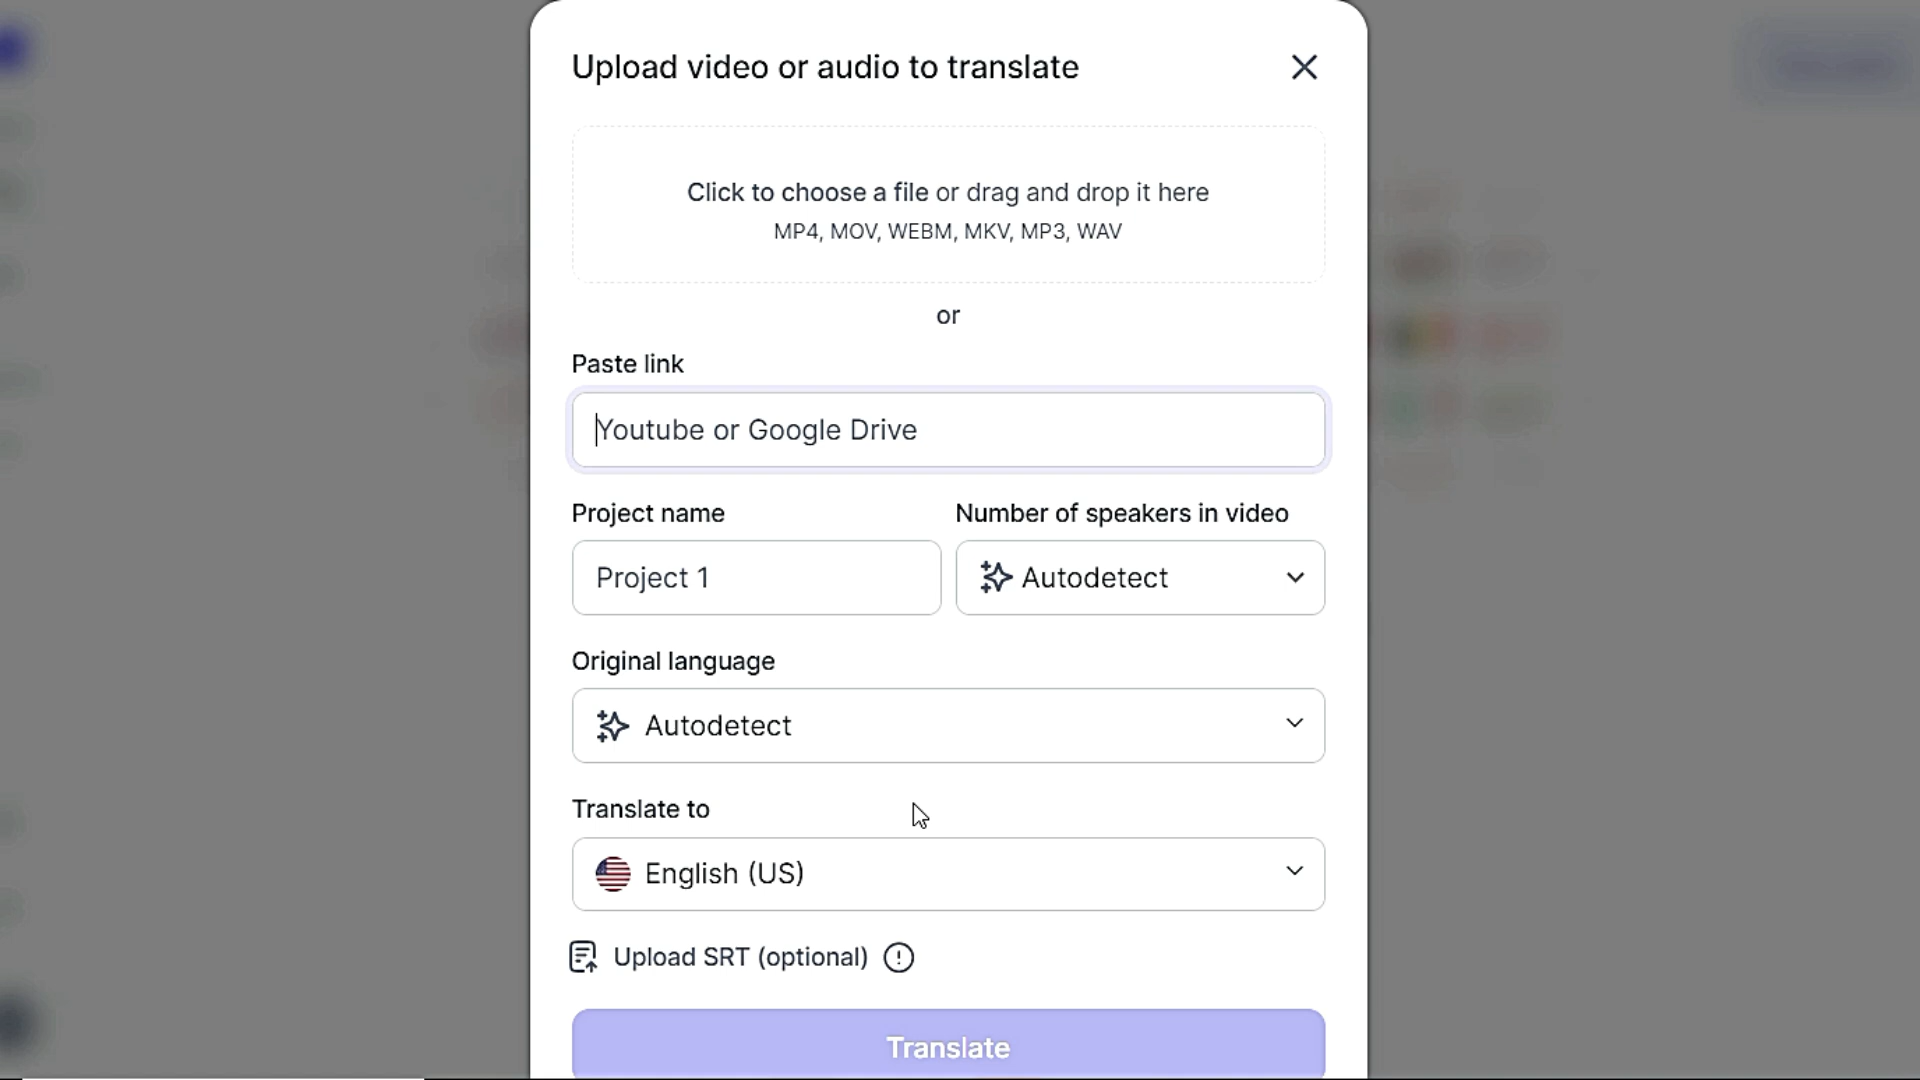 Upload video or audio to translate
Click to choose a file or drag and drop it here
MP4, MOV, WEBM, MKV, MP3, WAV
or
Paste link
Youtube or Google Drive
Project name
Number of speakers in video
Project 1
Autodetect
Original language
Autodetect
Translate to
English (US)
Upload SRT (optional)
Translate